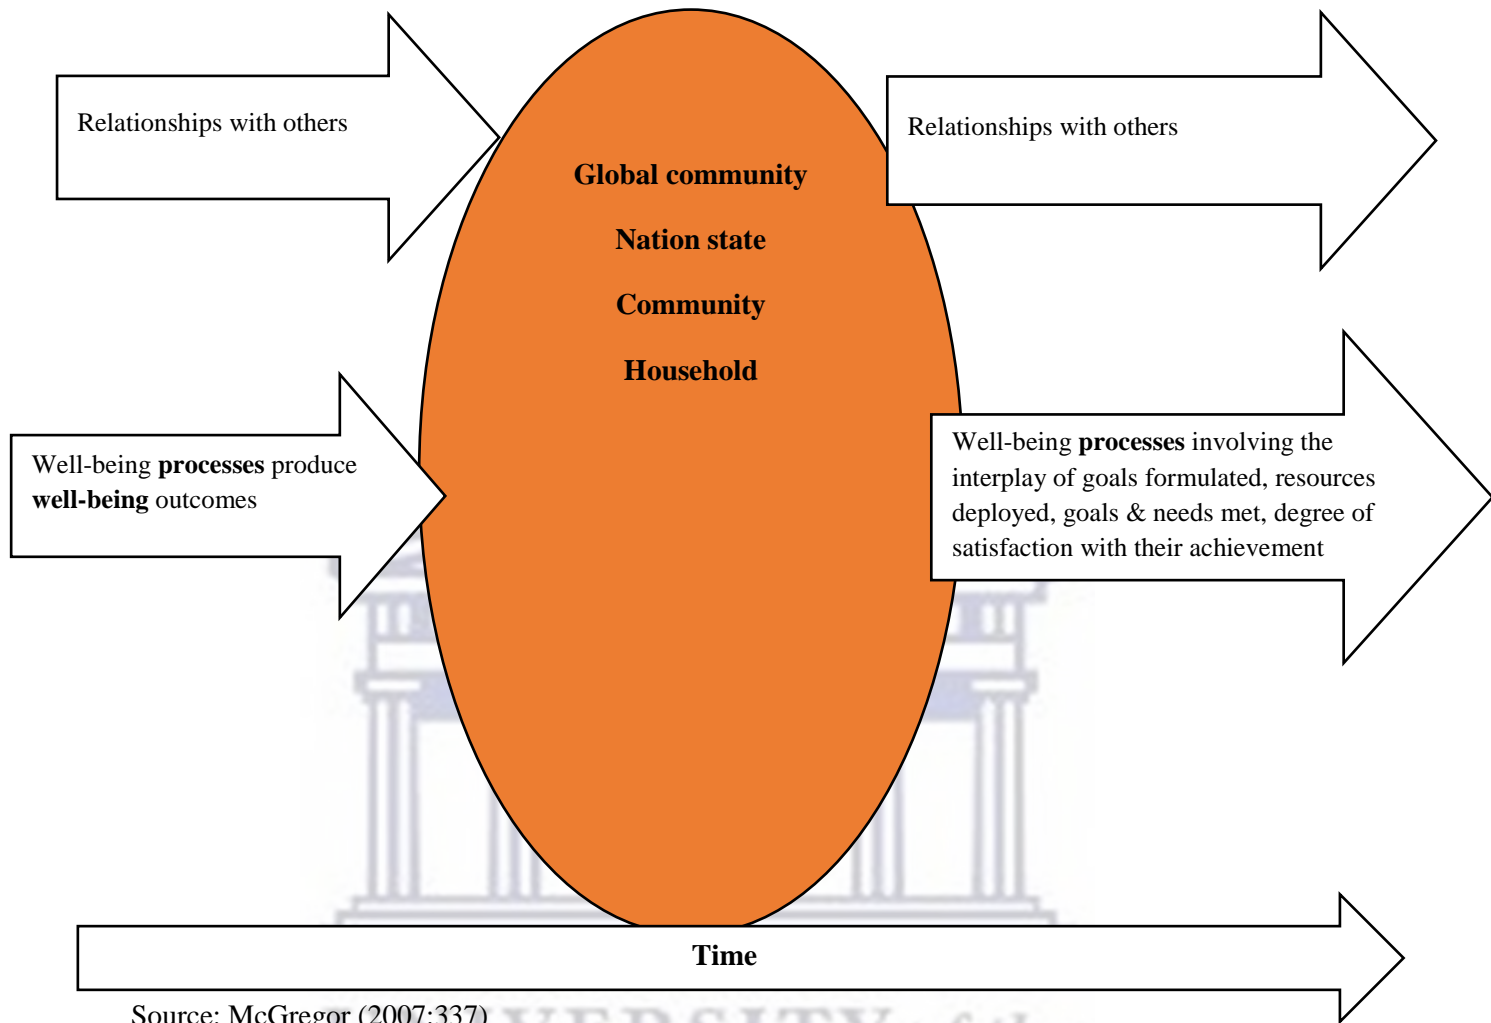 Relationships with others
Relationships with others
Global community
Nation state
Community
Household
Well-being processes produce
well-being outcomes
Well-being processes involving the
interplay of goals formulated, resources
deployed, goals & needs met, degree of
satisfaction with their achievement
Time
Source: McGregor (2007:337)